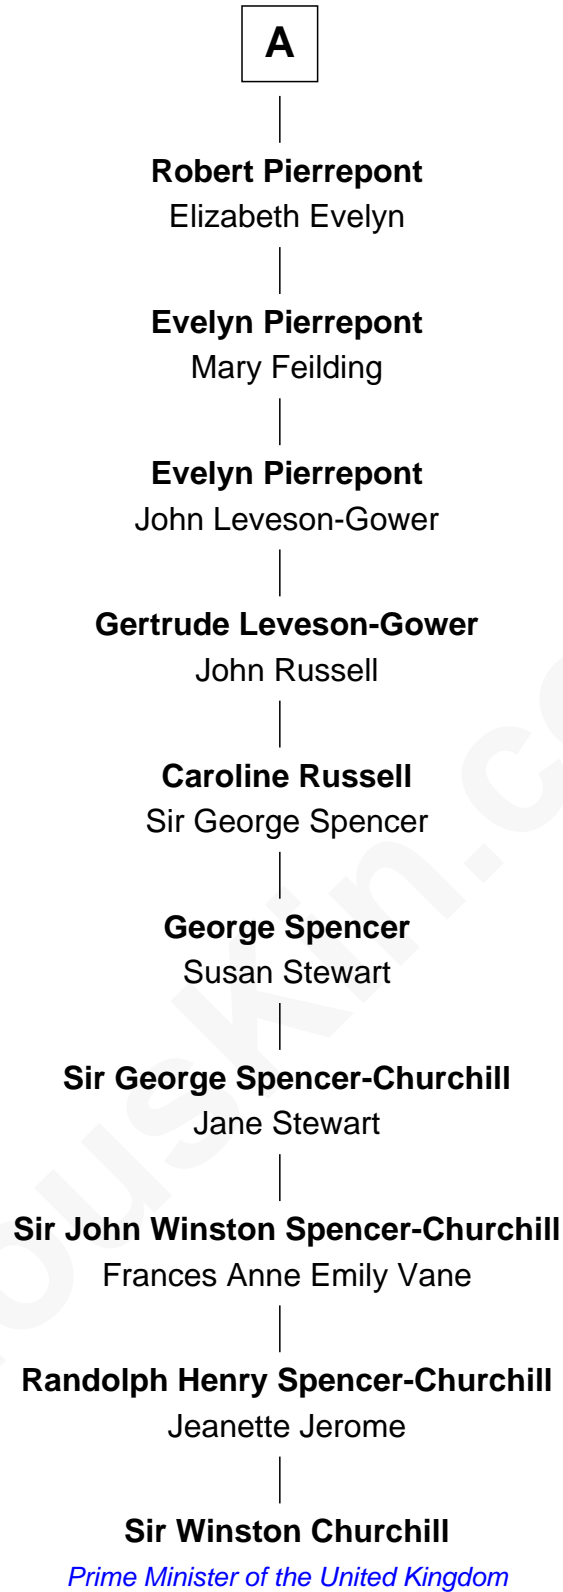 A
Robert Pierrepont
Elizabeth Evelyn
Evelyn Pierrepont
Mary Feilding
Evelyn Pierrepont
John Leveson-Gower
Gertrude Leveson-Gower
John Russell
Caroline Russell
Sir George Spencer
George Spencer
Susan Stewart
Sir George Spencer-Churchill
Jane Stewart
Sir John Winston Spencer-Churchill
Frances Anne Emily Vane
Randolph Henry Spencer-Churchill
Jeanette Jerome
Sir Winston Churchill
Prime Minister of the United Kingdom